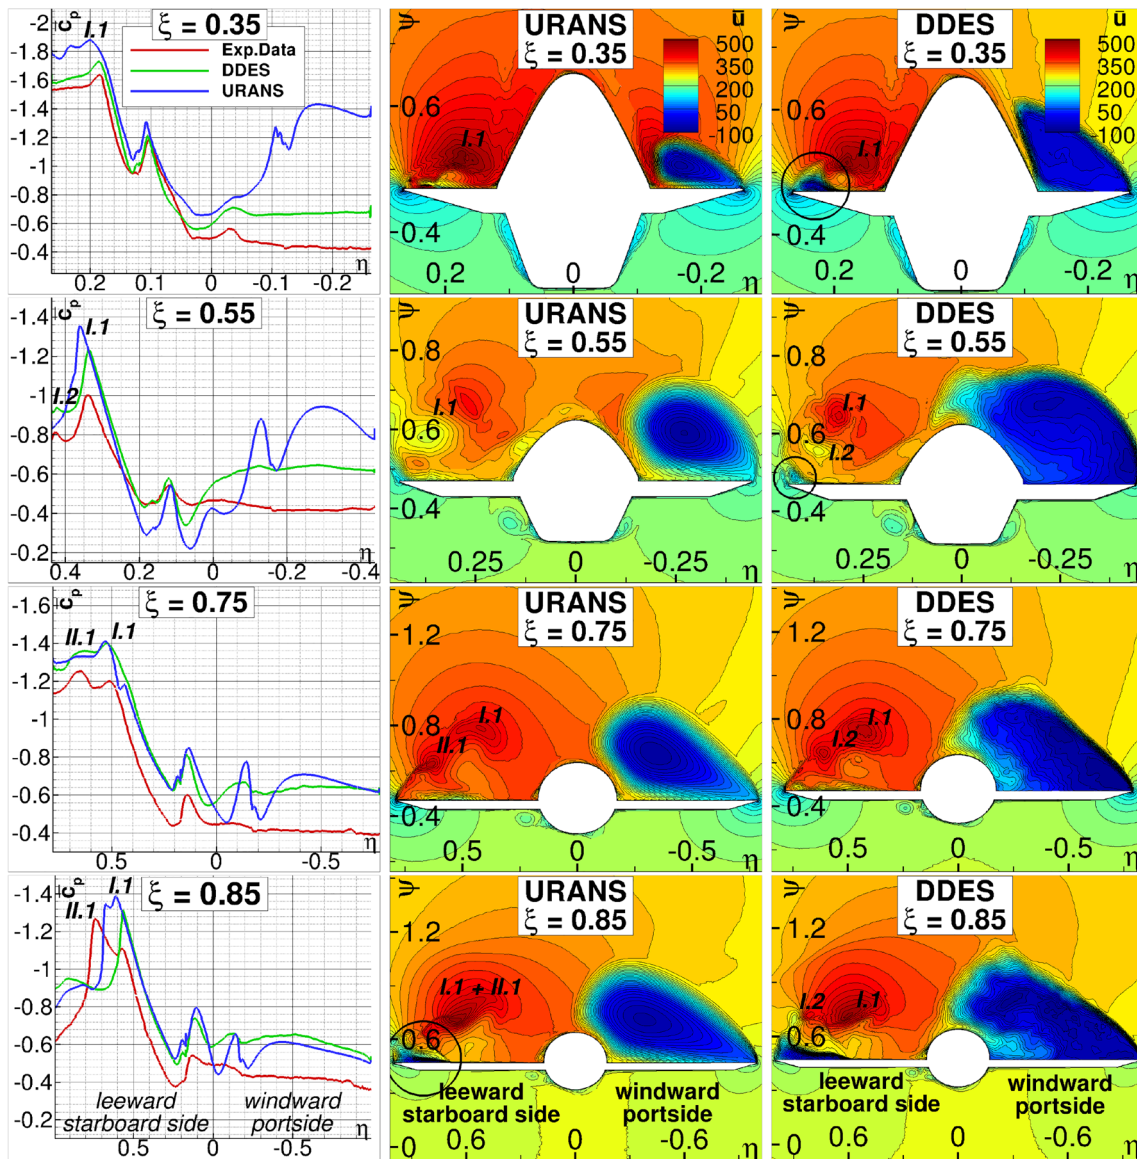 c_p
I.1
ξ = 0.35
Exp.Data
DDES
URANS
-2
-1.8
-1.6
-1.4
-1.2
-1
-0.8
-0.6
-0.4
0.2 0.1 0 -0.1 -0.2 η
ψ
URANS
ξ = 0.35
ū
500
350
200
50
-100
0.6
I.1
0.4
0.2 0 -0.2 η
ψ
DDES
ξ = 0.35
ū
500
350
200
50
-100
0.6
I.1
0.4
0.2 0 -0.2 η
c_p
I.1
ξ = 0.55
I.2
-1.4
-1.2
-1
-0.8
-0.6
-0.4
-0.2
0.4 0.2 0 -0.2 -0.4 η
ψ
URANS
ξ = 0.55
0.8
I.1
0.6
0.4
0.25 0 -0.25 η
ψ
DDES
ξ = 0.55
0.8
I.1
0.6
I.2
0.4
0.25 0 -0.25 η
c_p
ξ = 0.75
II.1 I.1
-1.6
-1.4
-1.2
-1
-0.8
-0.6
-0.4
0.5 0 -0.5 η
ψ
URANS
ξ = 0.75
1.2
0.8
I.1
II.1
0.4
0.5 0 -0.5 η
ψ
DDES
ξ = 0.75
1.2
0.8
I.1
I.2
0.4
0.5 0 -0.5 η
c_p
I.1
ξ = 0.85
II.1
-1.4
-1.2
-1
-0.8
-0.6
-0.4
-0.2
leeward
starboard side
windward
portside
1 0.5 0 -0.5 η
ψ
URANS
ξ = 0.85
1.2
I.1 + II.1
0.6
leeward
starboard side
windward
portside
0
0.6 0 -0.6 η
ψ
DDES
ξ = 0.85
1.2
I.2 I.1
0.6
leeward
starboard side
windward
portside
0
0.6 0 -0.6 η